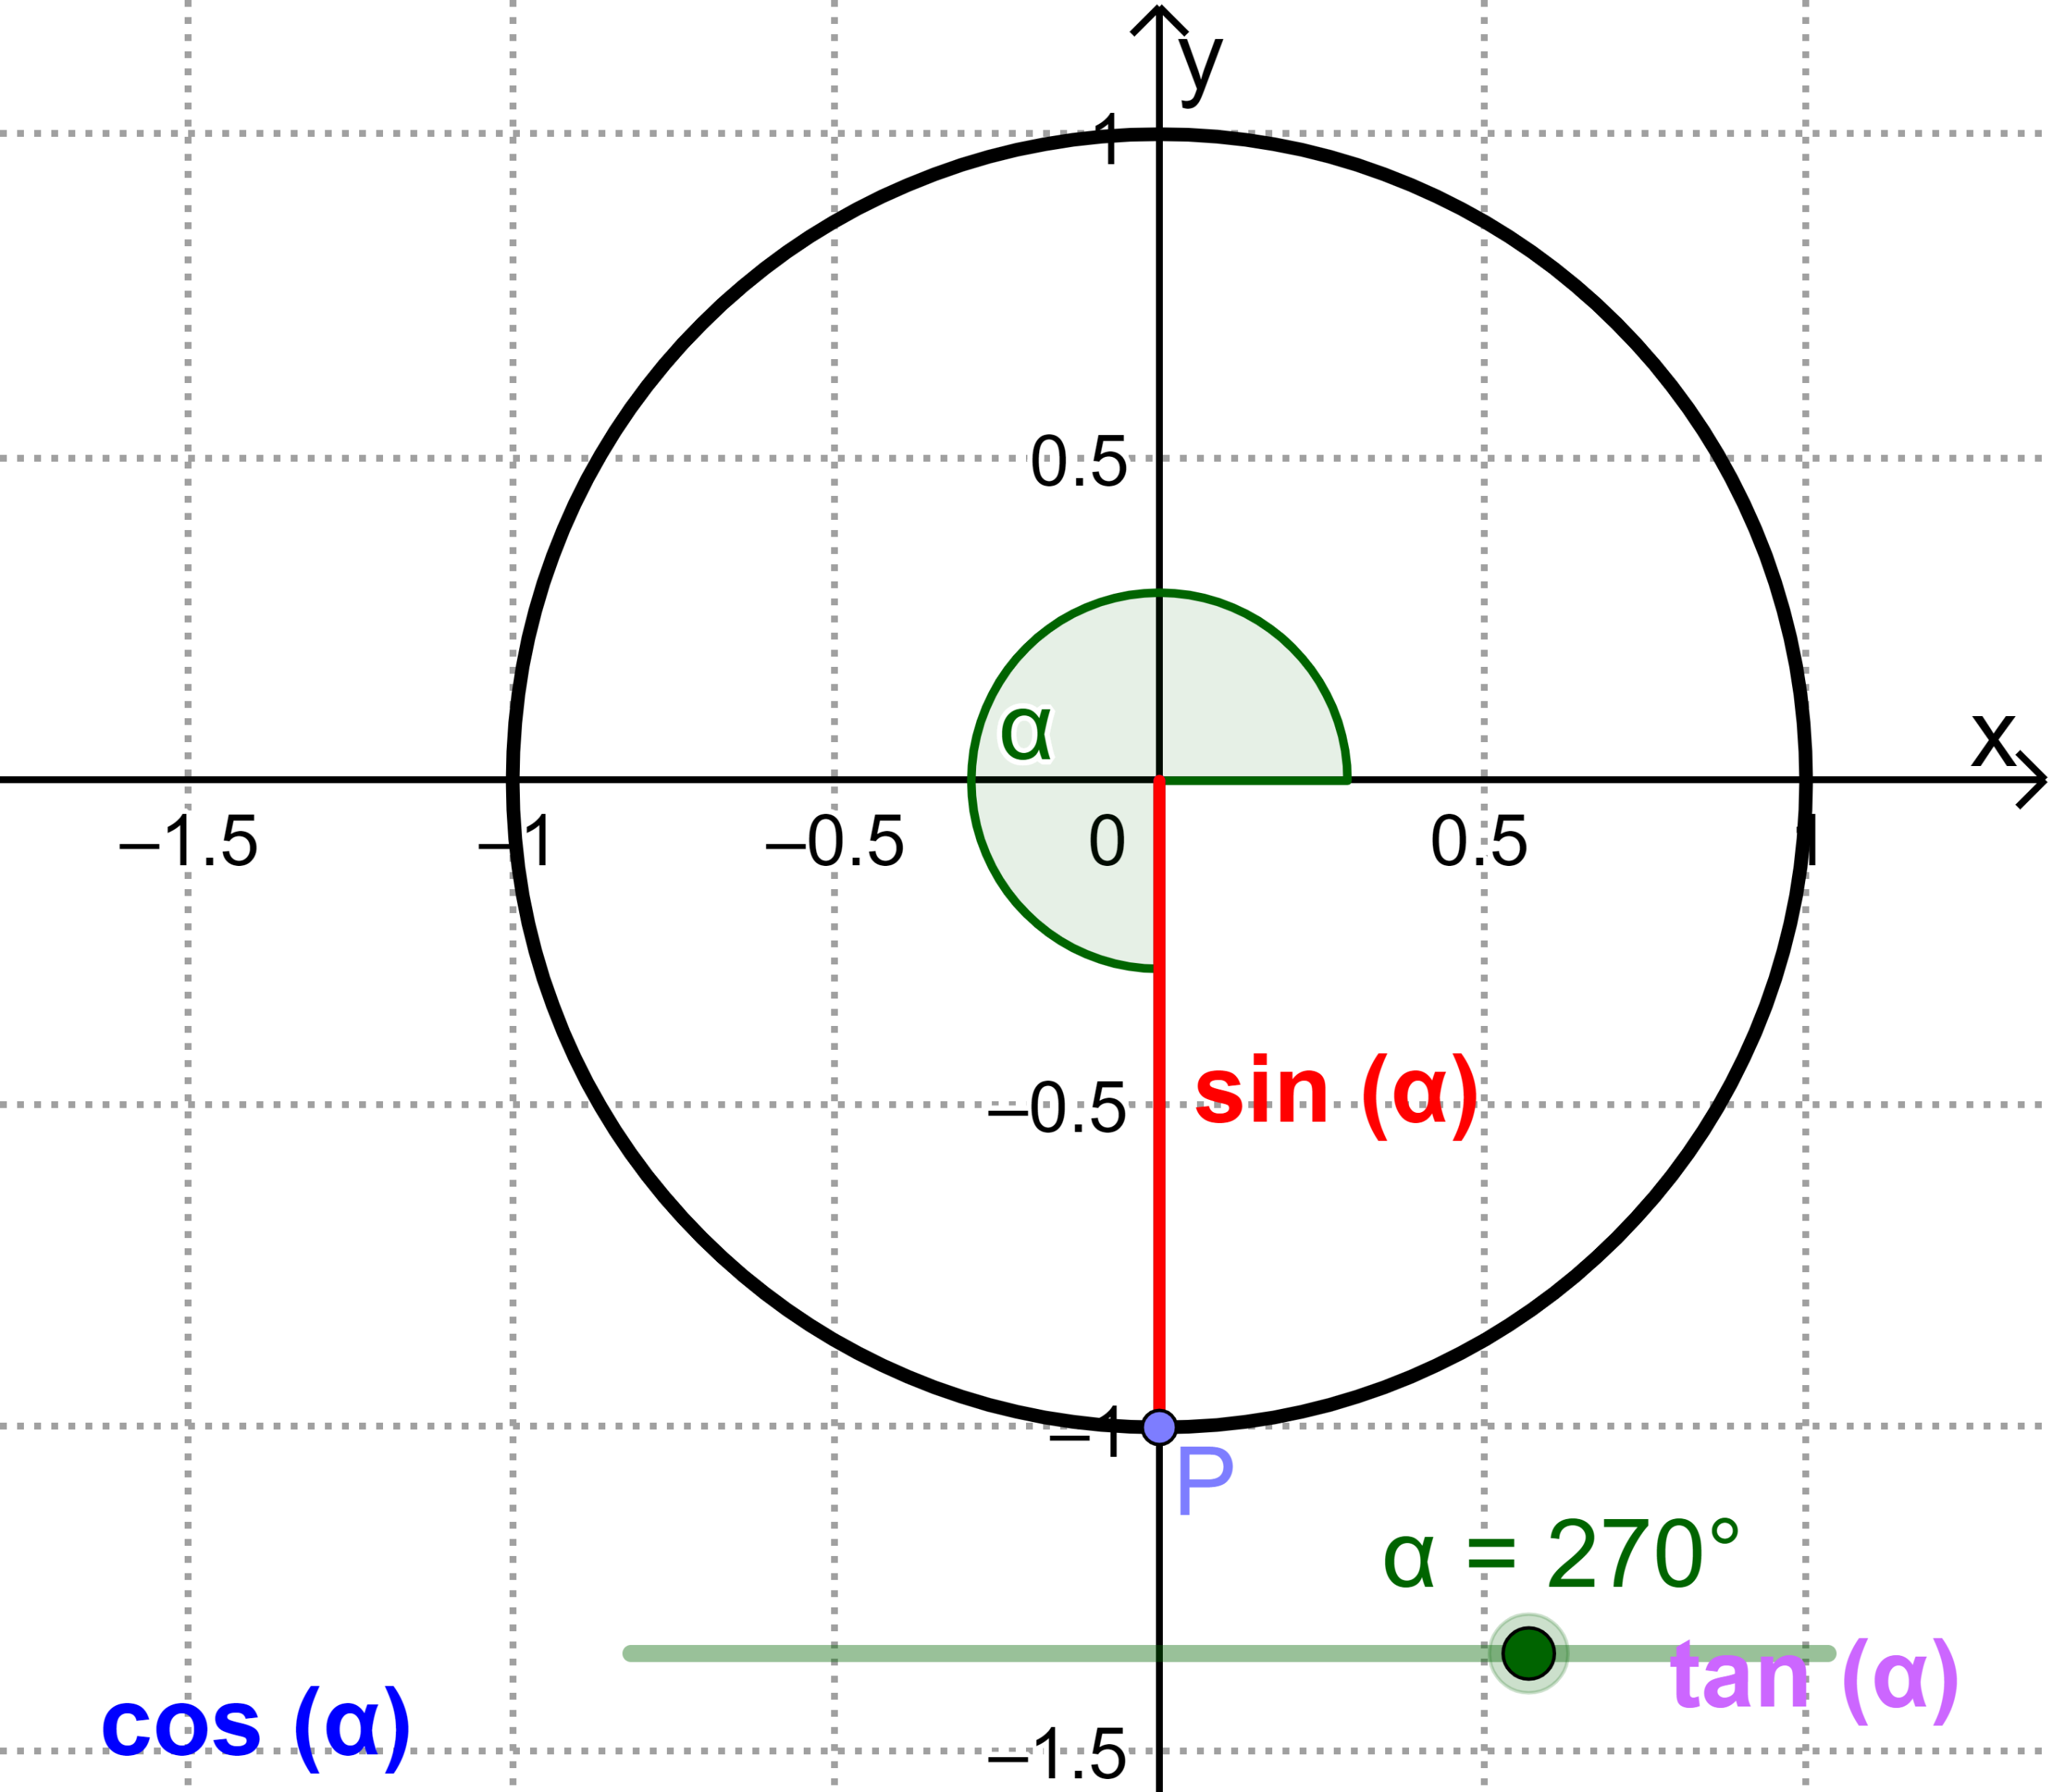 y
1
0.5
α
x
–1.5 –1 –0.5 0 0.5 1
–0.5
sin (α)
–1
P
α = 270°
tan (α)
cos (α)
–1.5